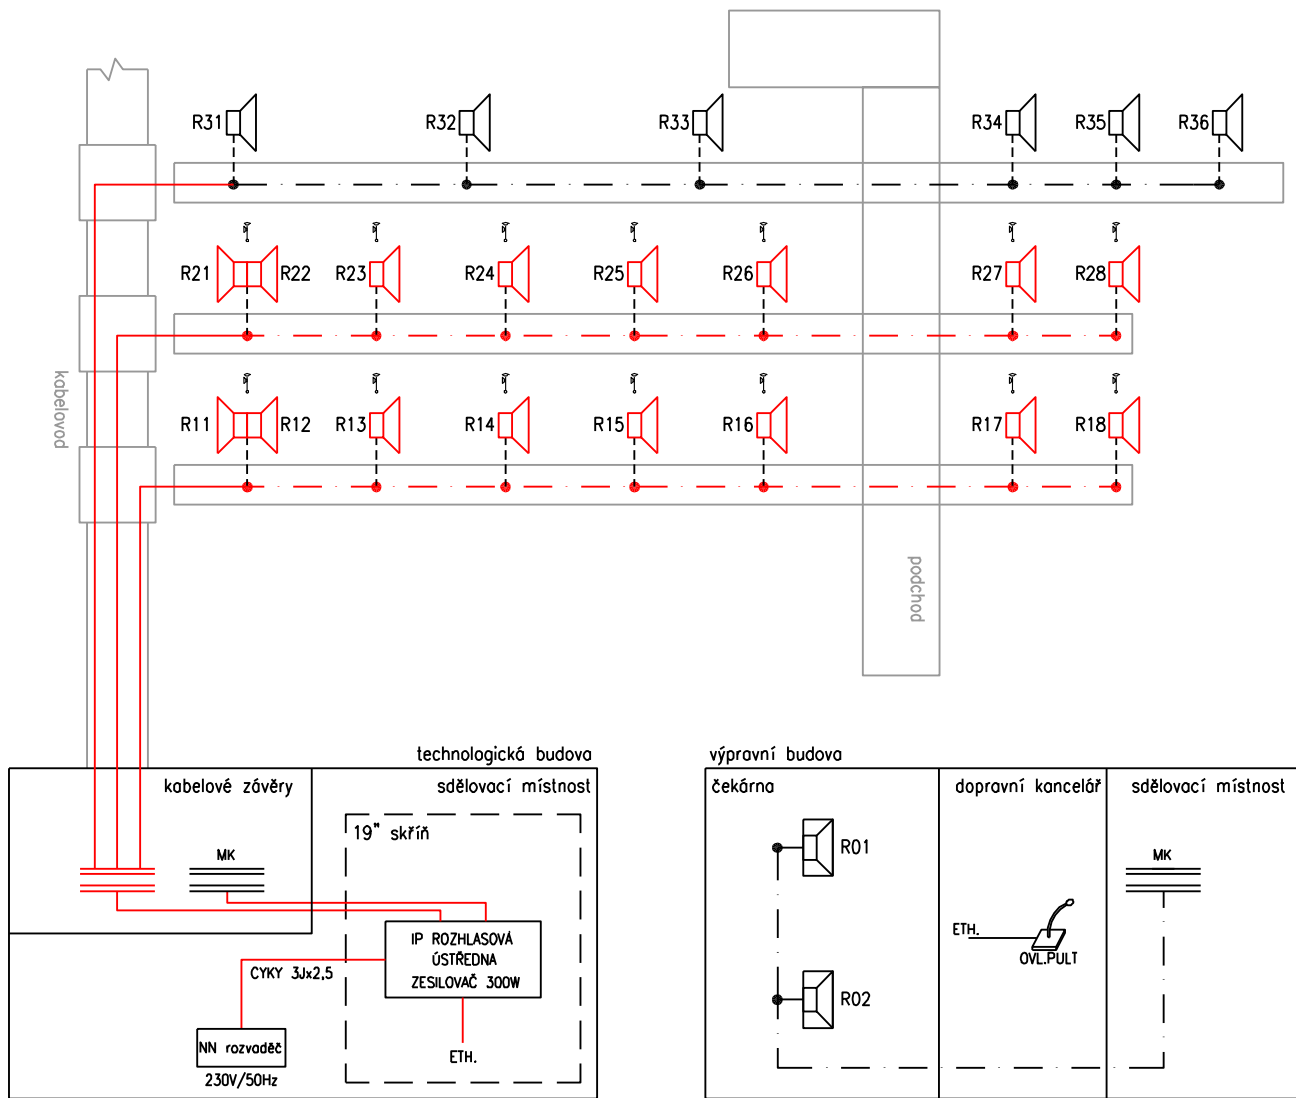 R31
R32
R33
R34
R35
R36
R21
R22
R23
R24
R25
R26
R27
R28
kabelovod
R11
R12
R13
R14
R15
R16
R17
R18
podchod
technologická budova
kabelové závěry
sdělovací místnost
19" skříň
MK
IP ROZHLASOVÁ
ÚSTŘEDNA
ZESILOVAČ 300W
CYKY 3Jx2,5
NN rozvaděč
230V/50Hz
ETH.
výpravní budova
čekárna
dopravní kancelář
sdělovací místnost
R01
R02
ETH.
OVL.PULT
MK